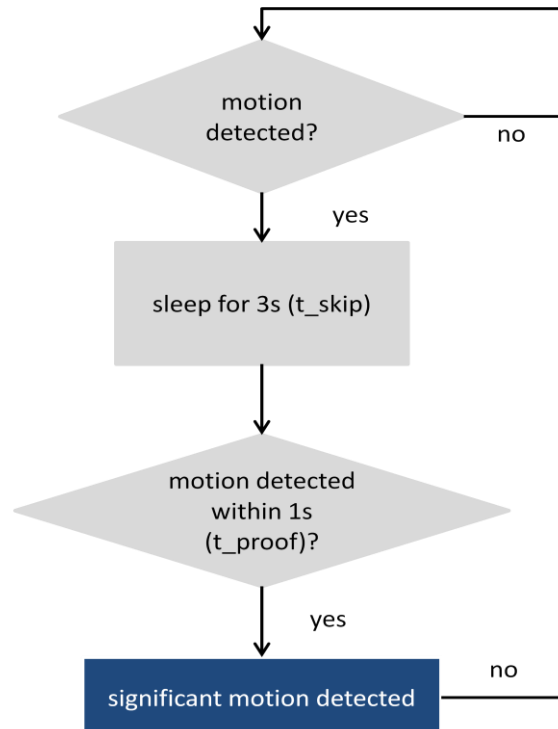 motion
detected?
no
yes
sleep for 3s (t_skip)
motion detected
within 1s
(t_proof)?
yes
no
significant motion detected